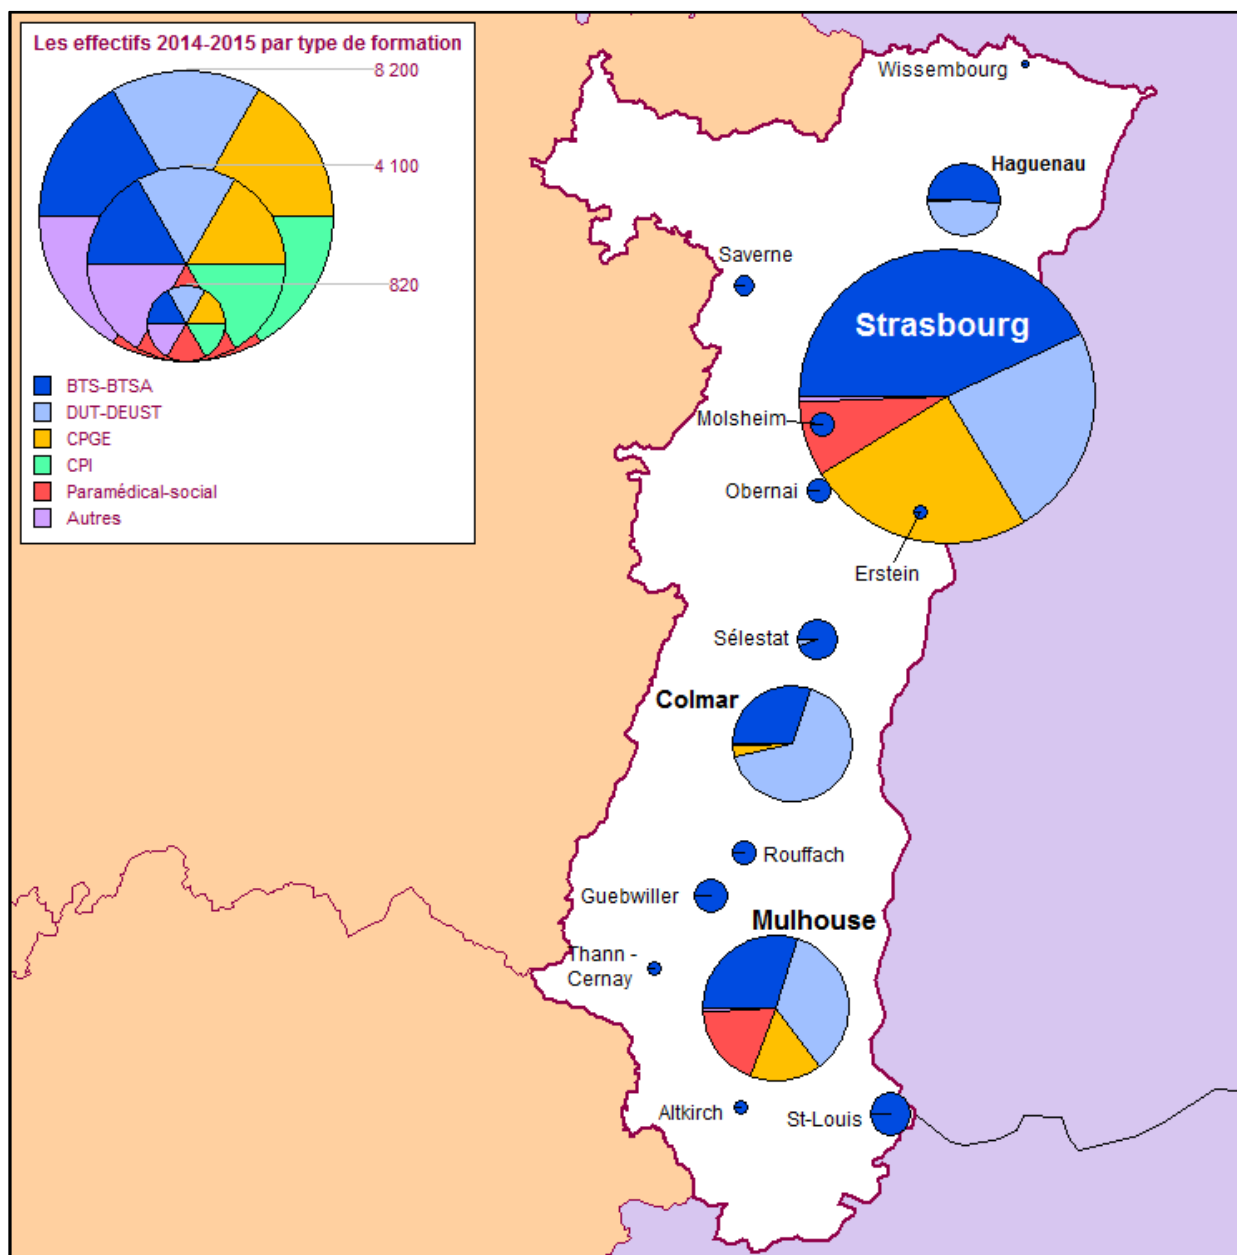 Les effectifs 2014-2015 par type de formation
8 200
4 100
820
BTS-BTSA
DUT-DEUST
CPGE
CPI
Paramédical-social
Autres
Wissembourg
Haguenau
Saverne
Strasbourg
Molsheim
Obernai
Erstein
Sélestat
Colmar
Rouffach
Guebwiller
Mulhouse
Thann -
Cernay
Altkirch
St-Louis